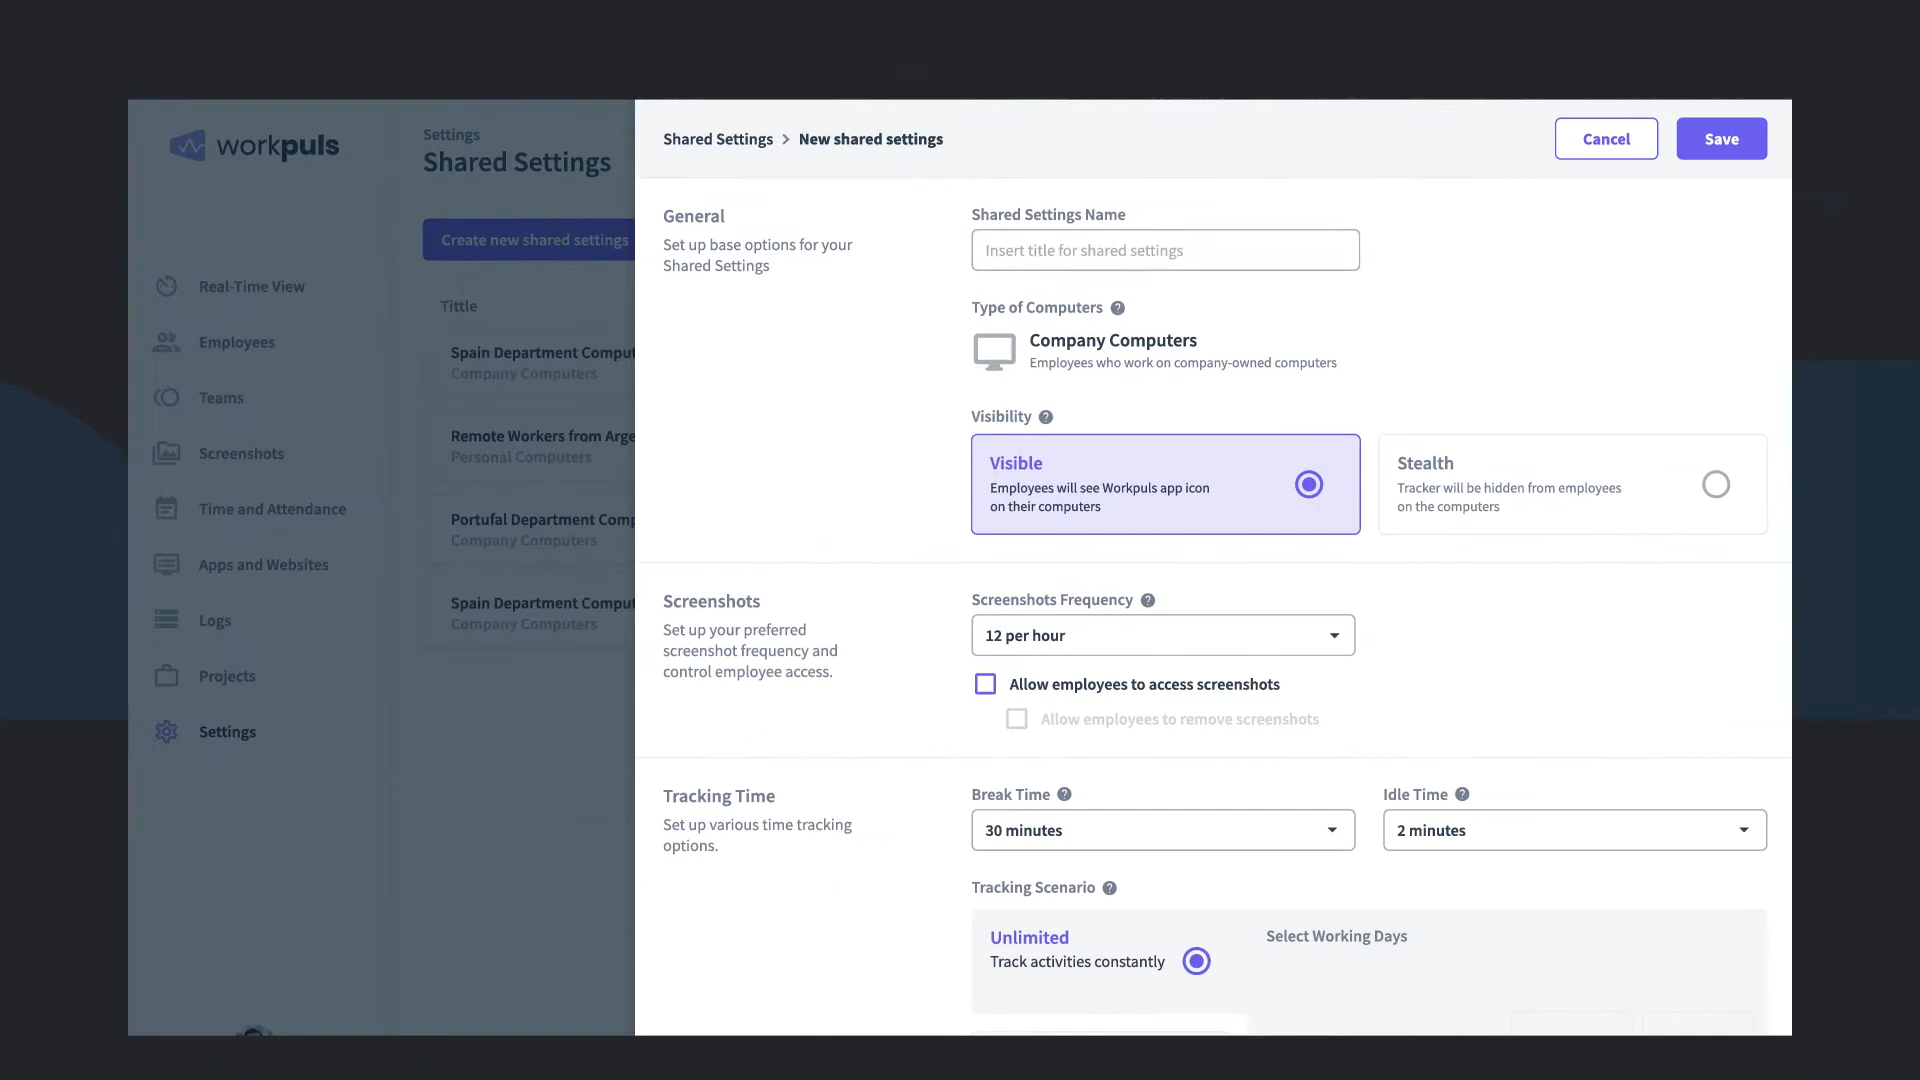 workpuls
Real-Time View
Employees
Teams
Screenshots
Time and Attendance
Apps and Websites
Logs
Projects
Settings
Settings
Shared Settings
Create new shared settings
Tittle
Spain Department Comput
Company Computers
Remote Workers from Arge
Personal Computers
Portufal Department Comp
Company Computers
Spain Department Comput
Company Computers
Shared Settings > New shared settings
Cancel
Save
General
Set up base options for your
Shared Settings
Shared Settings Name
Insert title for shared settings
Type of Computers ?
Company Computers
Employees who work on company-owned computers
Visibility ?
Visible
Employees will see Workpuls app icon
on their computers
Stealth
Tracker will be hidden from employees
on the computers
Screenshots
Set up your preferred
screenshot frequency and
control employee access.
Screenshots Frequency ?
12 per hour
Allow employees to access screenshots
Allow employees to remove screenshots
Tracking Time
Set up various time tracking
options.
Break Time ?
30 minutes
Idle Time ?
2 minutes
Tracking Scenario ?
Unlimited
Track activities constantly
Select Working Days